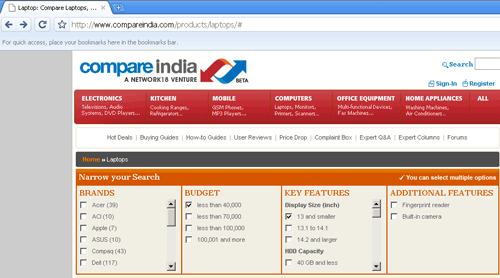 Laptop: Compare Laptops, ...
http://www.compareindia.com/products/laptops/#
For quick access, place your bookmarks here in the bookmarks bar.
compare india
A NETWORK18 VENTURE
BETA
Search
Sign-In Register
ELECTRONICS KITCHEN MOBILE COMPUTERS OFFICE EQUIPMENT HOME APPLIANCES ALL
Televisions, Audio Cooking Ranges, GSM Phones, Laptops, Monitors, Multi-functional Devices, Washing Machines,
Systems, DVD Players... Refrigerators... MP3 Players... Printers, Scanners... Fax Machines... Air Conditioners...
Hot Deals | Buying Guides | How-to Guides | User Reviews | Price Drop | Complaint Box | Expert Q&A | Expert Columns | Forums
Home » Laptops
Narrow your Search You can select multiple options
BRANDS BUDGET KEY FEATURES ADDITIONAL FEATURES
Acer (39) less than 40,000 Display Size (inch) Fingerprint reader
ACI (10) less than 70,000 13 and smaller Built-in camera
Apple (7) less than 100,000 13.1 to 14.1
ASUS (10) 100,001 and more 14.2 and larger
Compaq (43) HDD Capacity
Dell (117) 40 GB and less